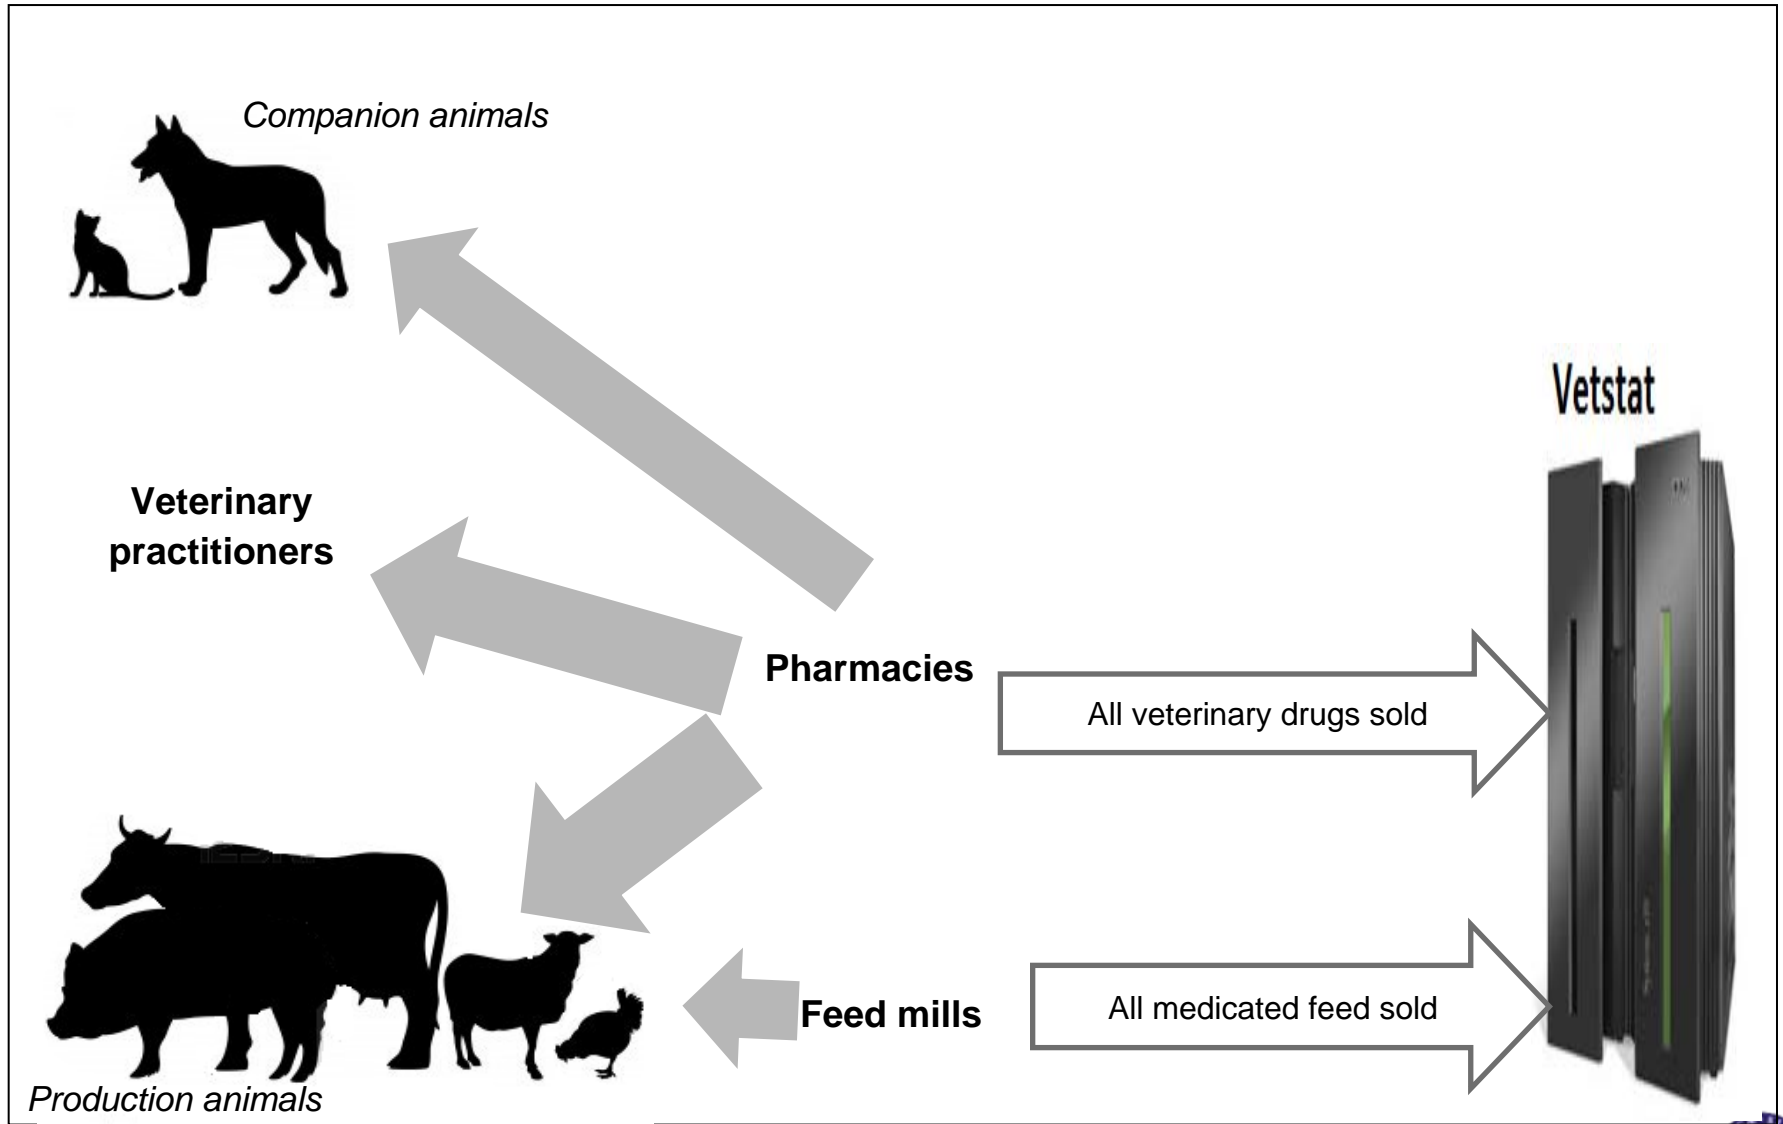 Companion animals
Vetstat
Veterinary
practitioners
Pharmacies
All veterinary drugs sold
Feed mills
All medicated feed sold
Production animals